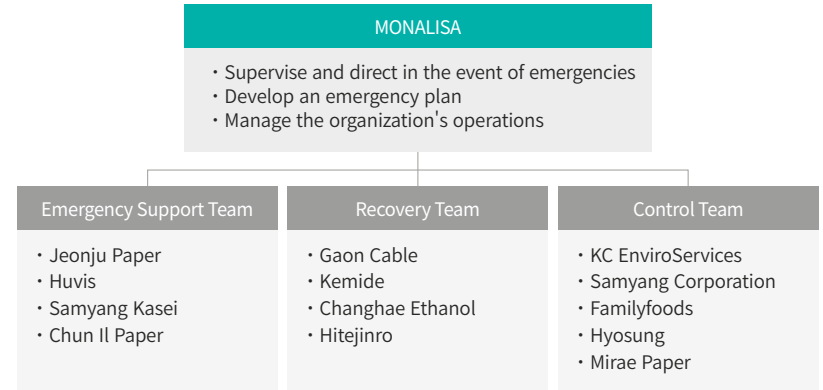 MONALISA
· Supervise and direct in the event of emergencies
· Develop an emergency plan
· Manage the organization's operations
Emergency Support Team
· Jeonju Paper
· Huvis
· Samyang Kasei
· Chun Il Paper
Recovery Team
· Gaon Cable
· Kemide
· Changhae Ethanol
· Hitejinro
Control Team
· KC EnviroServices
· Samyang Corporation
· Familyfoods
· Hyosung
· Mirae Paper